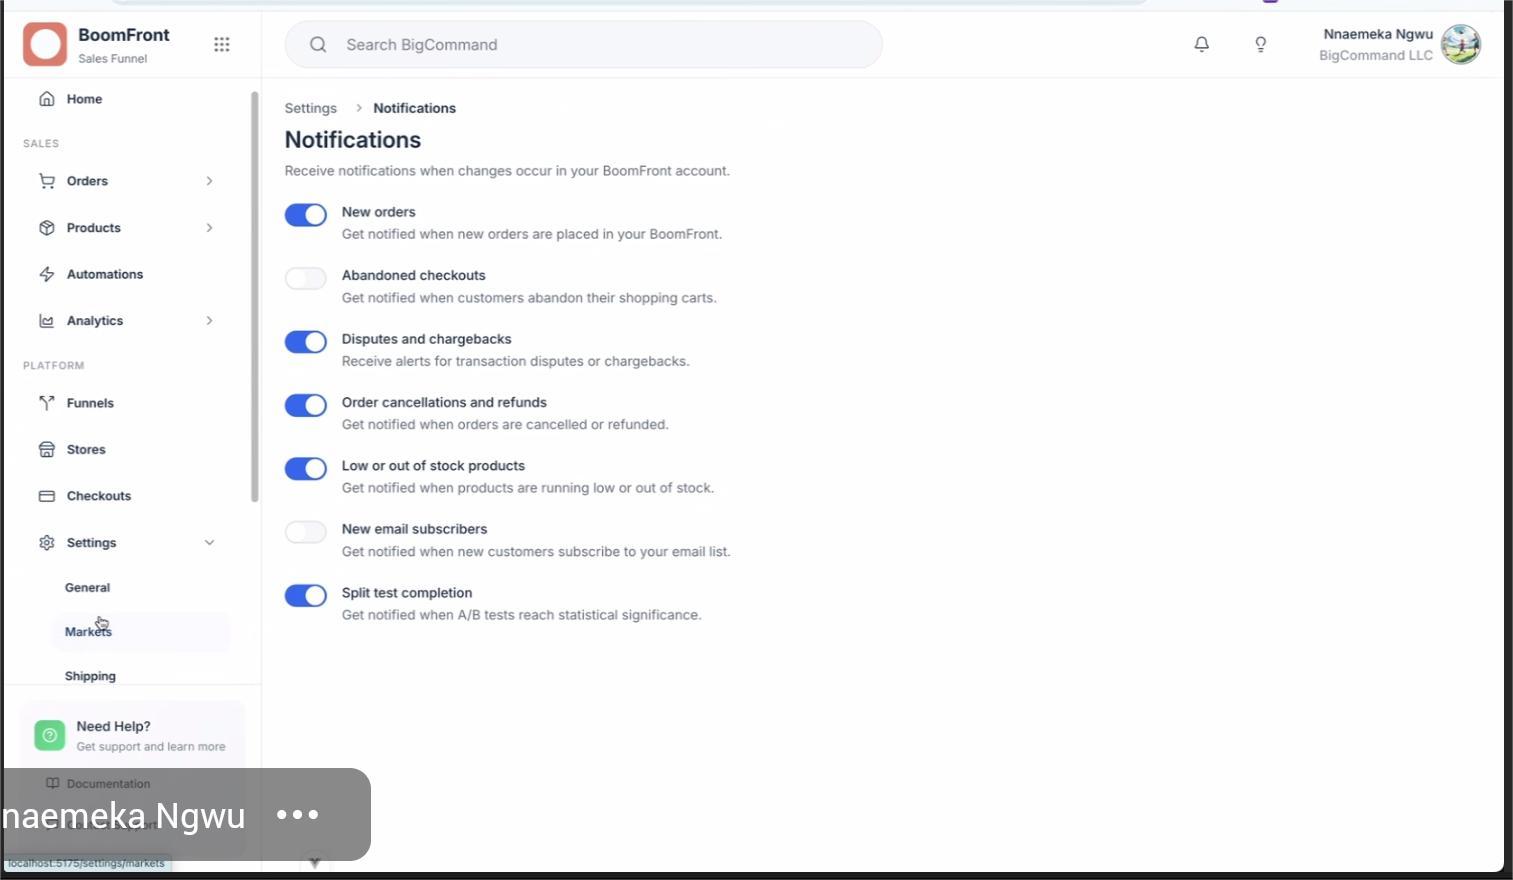 BoomFront
Sales Funnel
Search BigCommand
Nnaemeka Ngwu
BigCommand LLC
Home
SALES
Orders
Products
Automations
Analytics
PLATFORM
Funnels
Stores
Checkouts
Settings
General
Markets
Shipping
Need Help?
Get support and learn more
Documentation
naemeka Ngwu
localhost:5175/settings/markets
Settings > Notifications
Notifications
Receive notifications when changes occur in your BoomFront account.
New orders
Get notified when new orders are placed in your BoomFront.
Abandoned checkouts
Get notified when customers abandon their shopping carts.
Disputes and chargebacks
Receive alerts for transaction disputes or chargebacks.
Order cancellations and refunds
Get notified when orders are cancelled or refunded.
Low or out of stock products
Get notified when products are running low or out of stock.
New email subscribers
Get notified when new customers subscribe to your email list.
Split test completion
Get notified when A/B tests reach statistical significance.